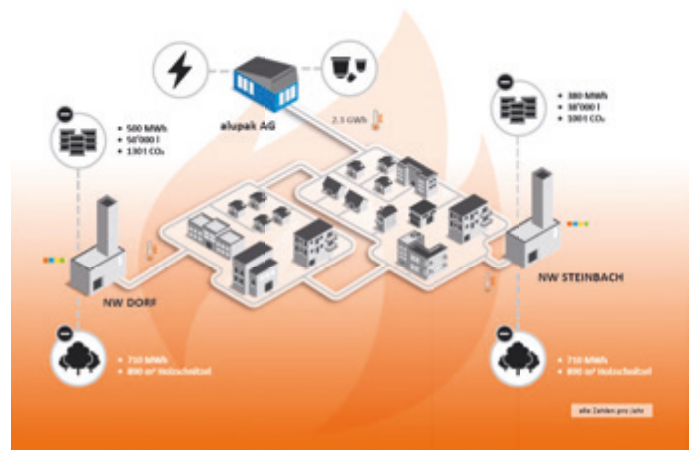 alupak AG
2.3 GWh
• 500 MWh
• 50'000 l
• 130 t CO₂
• 380 MWh
• 38'000 l
• 100 t CO₂
NW DORF
NW STEINBACH
• 710 MWh
• 890 m³ Holzschnitzel
• 710 MWh
• 890 m³ Holzschnitzel
alle Zahlen pro Jahr